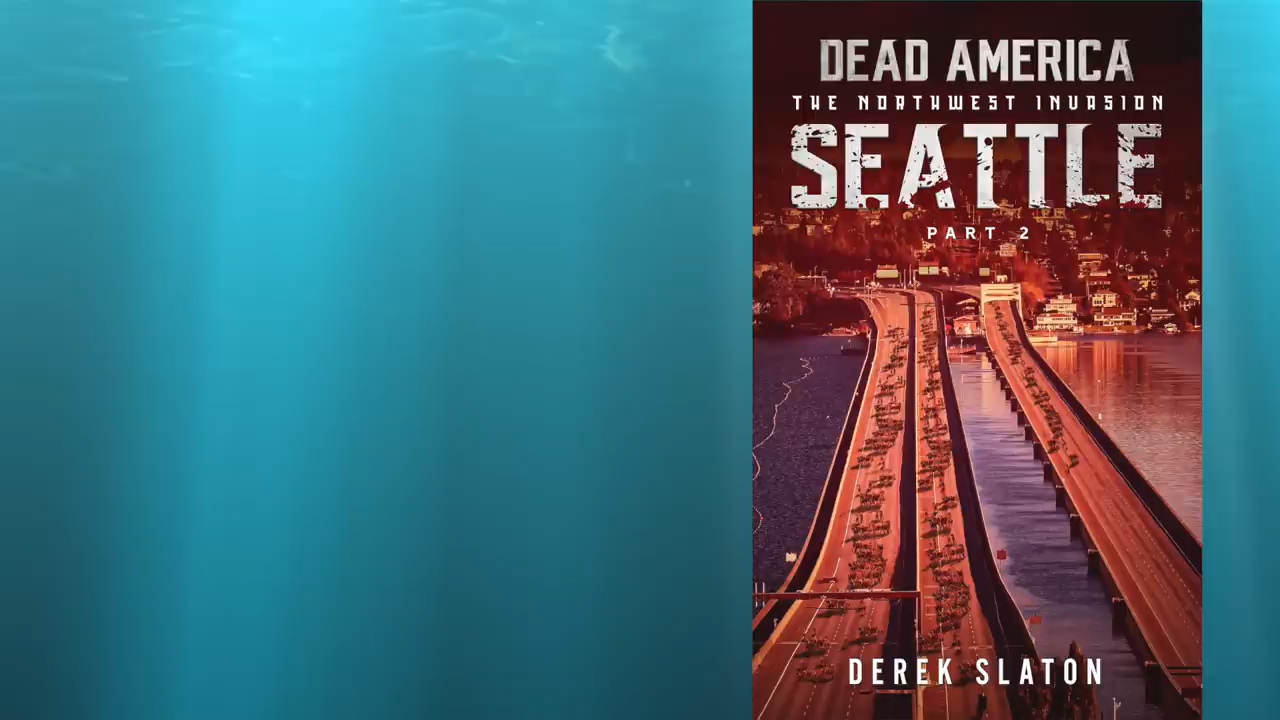 DEAD AMERICA
THE NORTHWEST INVASION
SEATTLE
PART 2
DEREK SLATON